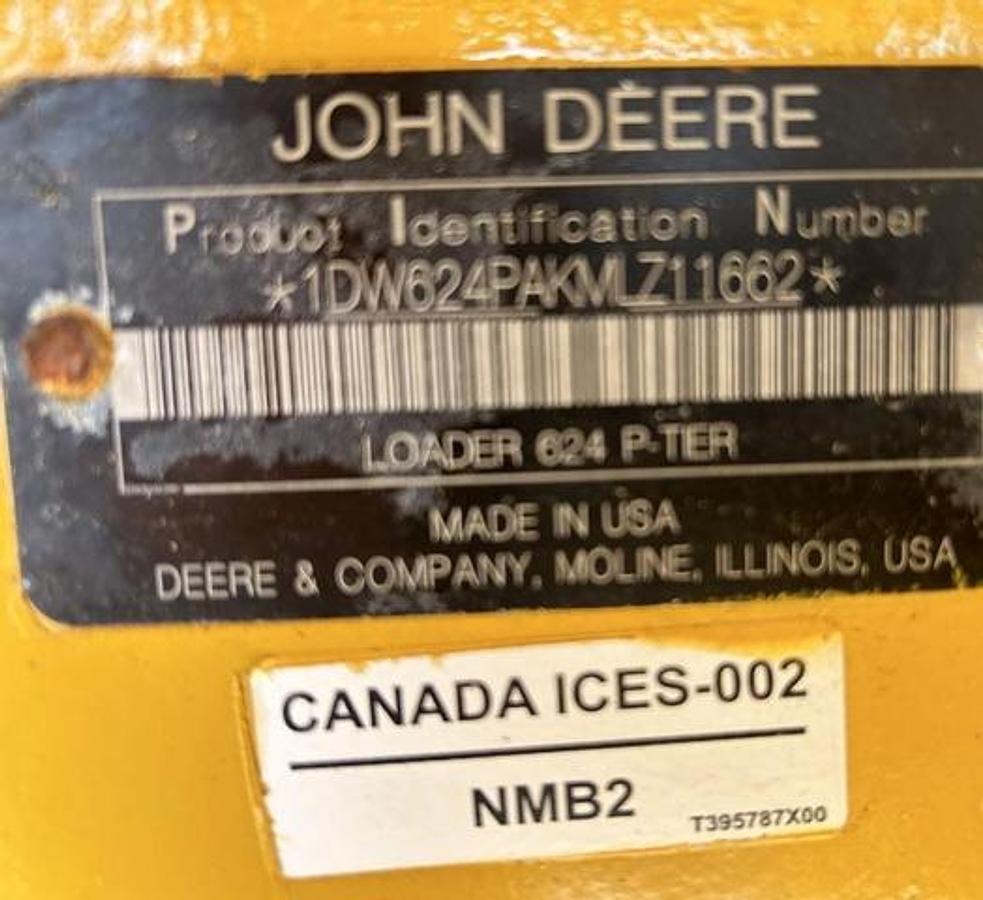 JOHN DEERE
Product Identification Number
*1DW624PAKMLZ11662*
LOADER 624 P-TER
MADE IN USA
DEERE & COMPANY, MOLINE, ILLINOIS, USA
CANADA ICES-002
NMB2
T395787X00